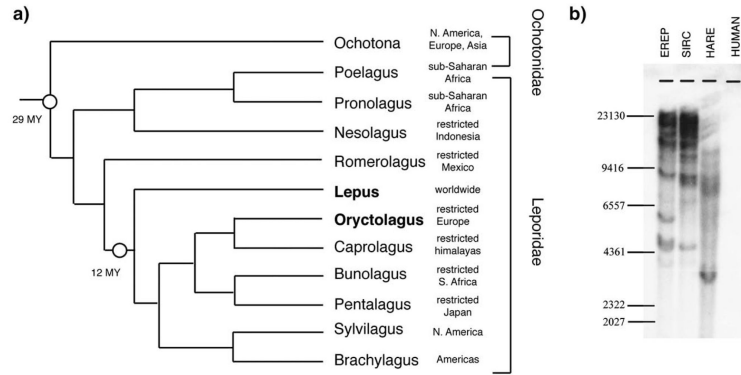 a)
Ochotona
N. America,
Europe, Asia
Poelagus
sub-Saharan
Africa
Pronolagus
sub-Saharan
Africa
Nesolagus
restricted
Indonesia
Romerolagus
restricted
Mexico
Lepus
worldwide
Oryctolagus
restricted
Europe
Caprolagus
restricted
himalayas
Bunolagus
restricted
S. Africa
Pentalagus
restricted
Japan
Sylvilagus
N. America
Brachylagus
Americas
29 MY
12 MY
Ochotonidae
Leporidae
b)
EREP
SIRC
HARE
HUMAN
23130
9416
6557
4361
2322
2027